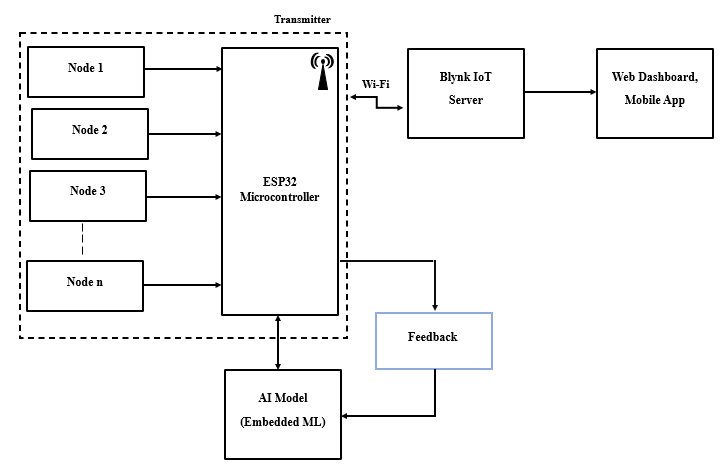 Transmitter
Node 1
Node 2
Node 3
Node n
ESP32
Microcontroller
Wi-Fi
Blynk IoT
Server
Web Dashboard,
Mobile App
Feedback
AI Model
(Embedded ML)